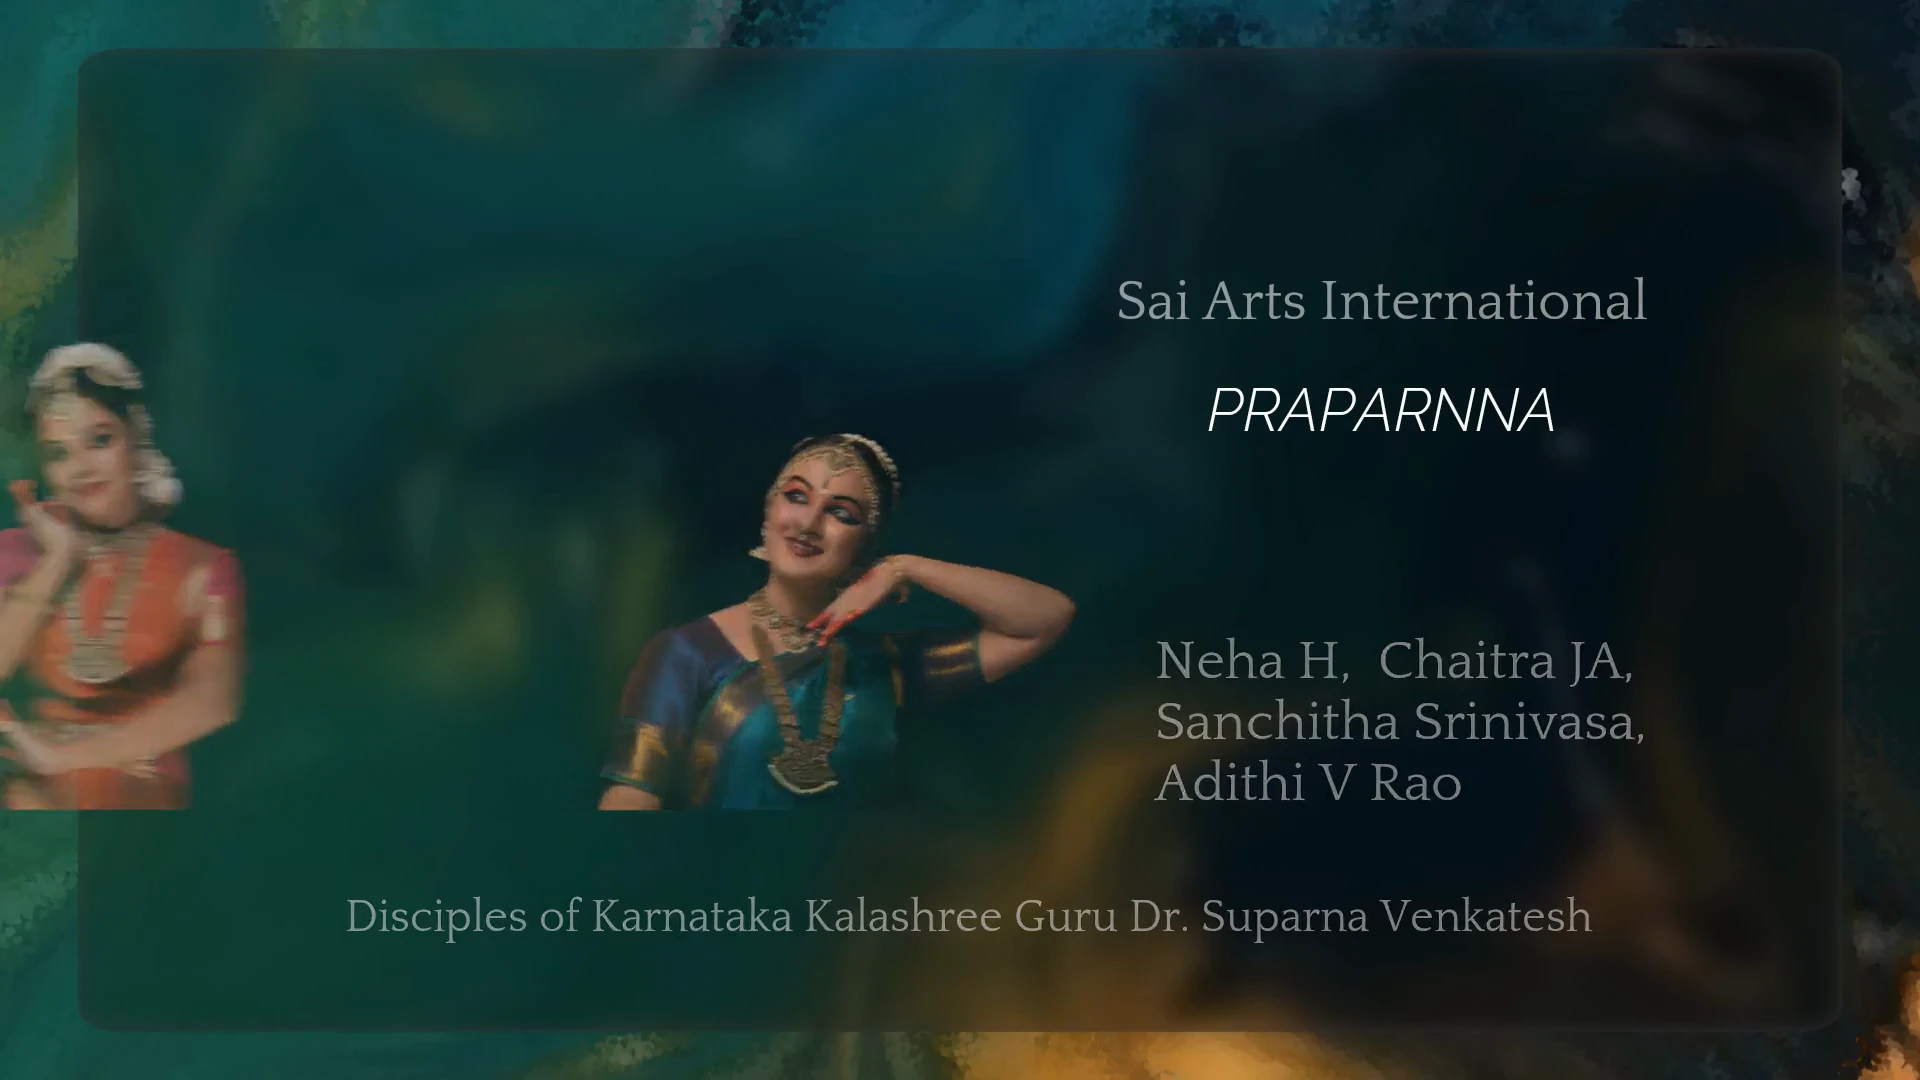 Sai Arts International
PRAPARNNA
Neha H,  Chaitra JA,
Sanchitha Srinivasa,
Adithi V Rao
Disciples of Karnataka Kalashree Guru Dr. Suparna Venkatesh